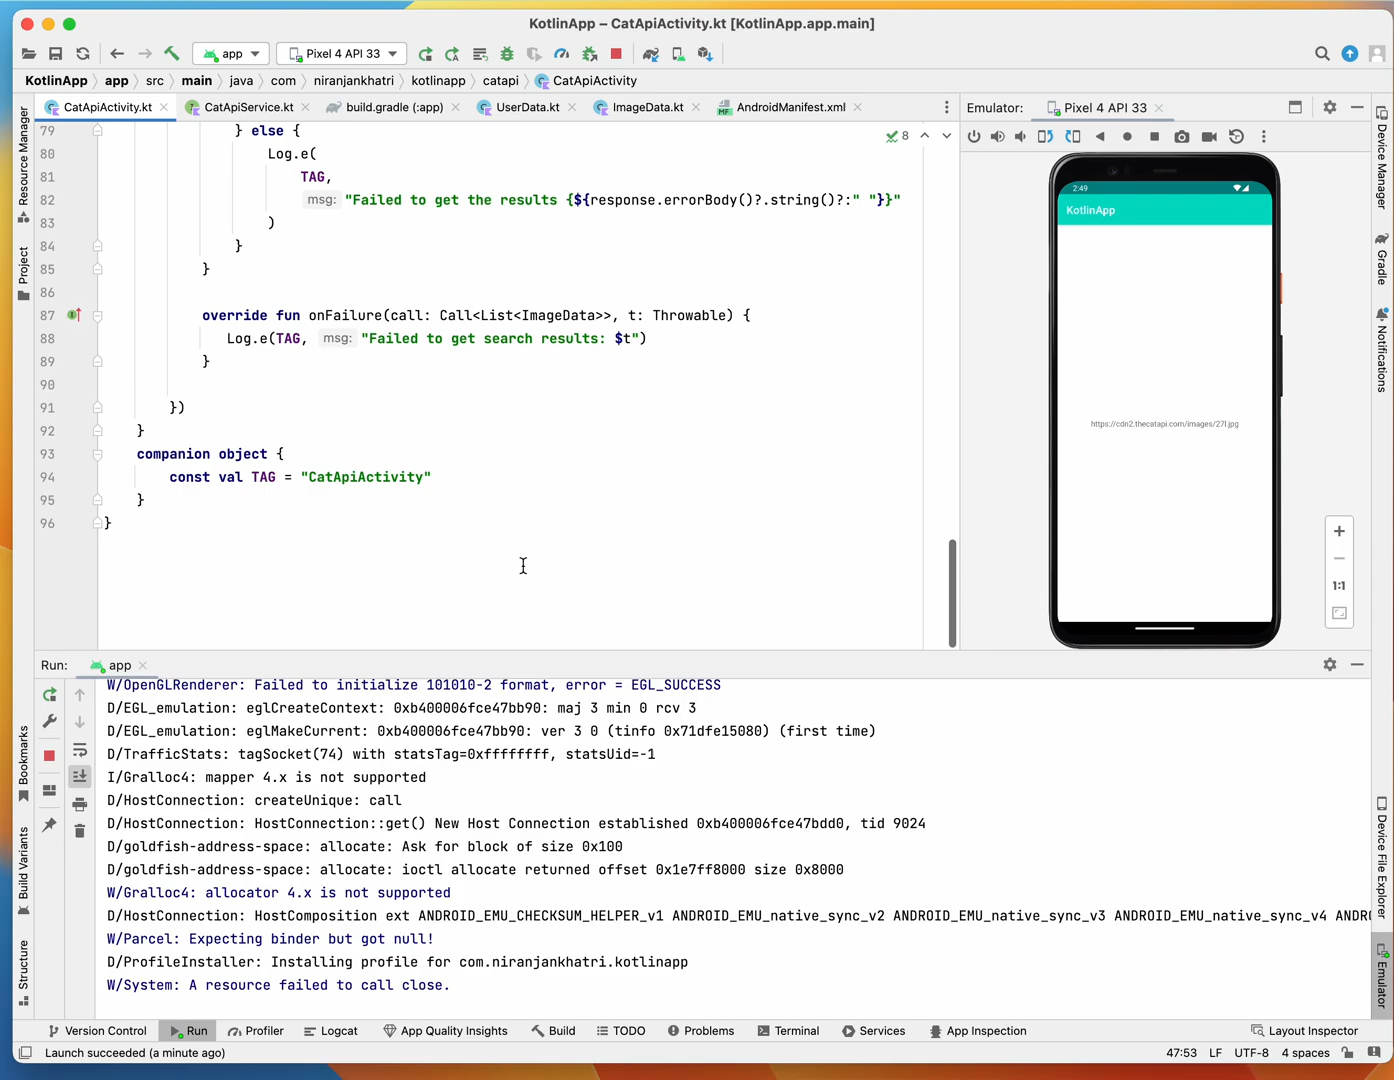 KotlinApp – CatApiActivity.kt [KotlinApp.app.main]
app
Pixel 4 API 33
KotlinApp
app
src
main
java
com
niranjankhatri
kotlinapp
catapi
CatApiActivity
CatApiActivity.kt
CatApiService.kt
build.gradle (:app)
UserData.kt
ImageData.kt
AndroidManifest.xml
Emulator:
Pixel 4 API 33
Resource Manager
Project
Bookmarks
Build Variants
Structure
79 } else {
80 Log.e(
81 TAG,
82 msg: "Failed to get the results {${response.errorBody()?.string()?:" "}}"
83 )
84 }
85 }
86
87 override fun onFailure(call: Call<List<ImageData>>, t: Throwable) {
88 Log.e(TAG, msg: "Failed to get search results: $t")
89 }
90
91 })
92 }
93 companion object {
94 const val TAG = "CatApiActivity"
95 }
96 }
8
2:49
KotlinApp
https://cdn2.thecatapi.com/images/27l.jpg
1:1
Device Manager
Gradle
Notifications
Device File Explorer
Emulator
Run:
app
W/OpenGLRenderer: Failed to initialize 101010-2 format, error = EGL_SUCCESS
D/EGL_emulation: eglCreateContext: 0xb400006fce47bb90: maj 3 min 0 rcv 3
D/EGL_emulation: eglMakeCurrent: 0xb400006fce47bb90: ver 3 0 (tinfo 0x71dfe15080) (first time)
D/TrafficStats: tagSocket(74) with statsTag=0xffffffff, statsUid=-1
I/Gralloc4: mapper 4.x is not supported
D/HostConnection: createUnique: call
D/HostConnection: HostConnection::get() New Host Connection established 0xb400006fce47bdd0, tid 9024
D/goldfish-address-space: allocate: Ask for block of size 0x100
D/goldfish-address-space: allocate: ioctl allocate returned offset 0x1e7ff8000 size 0x8000
W/Gralloc4: allocator 4.x is not supported
D/HostConnection: HostComposition ext ANDROID_EMU_CHECKSUM_HELPER_v1 ANDROID_EMU_native_sync_v2 ANDROID_EMU_native_sync_v3 ANDROID_EMU_native_sync_v4 ANDR
W/Parcel: Expecting binder but got null!
D/ProfileInstaller: Installing profile for com.niranjankhatri.kotlinapp
W/System: A resource failed to call close.
Version Control
Run
Profiler
Logcat
App Quality Insights
Build
TODO
Problems
Terminal
Services
App Inspection
Layout Inspector
Launch succeeded (a minute ago)
47:53
LF
UTF-8
4 spaces